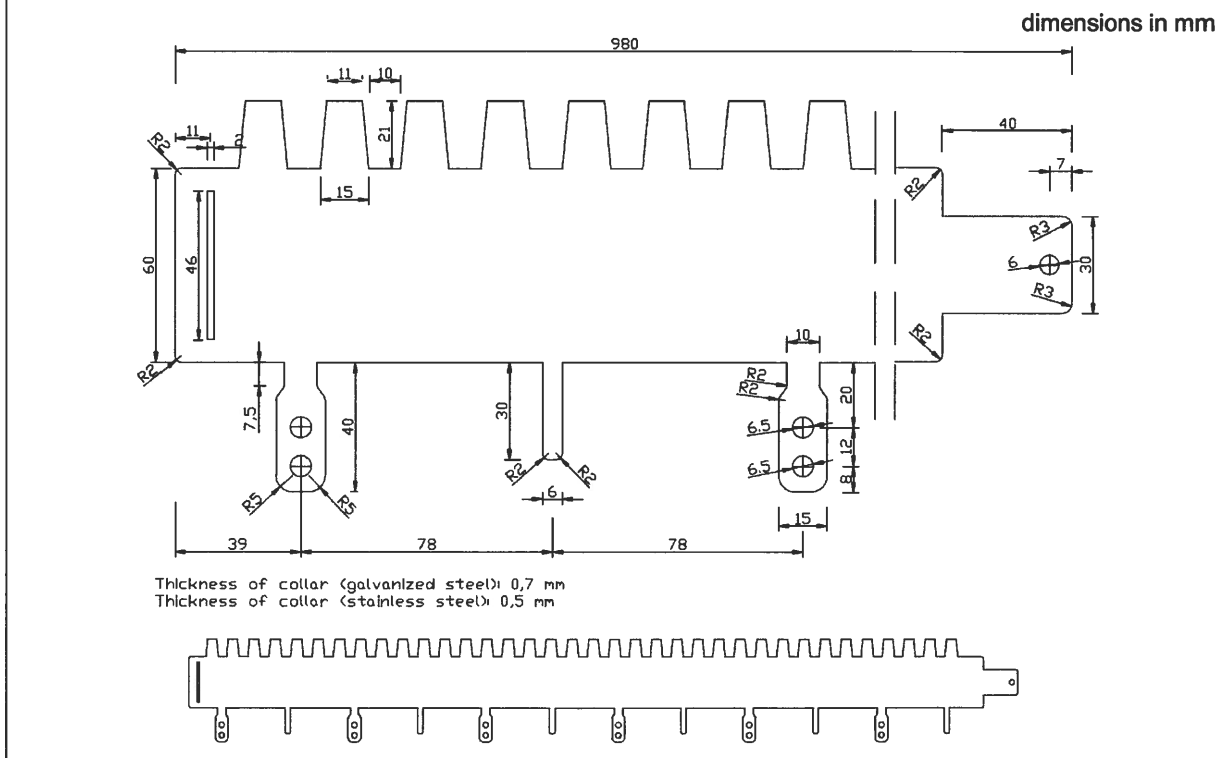 dimensions in mm
980
11 10
11 2
21
R2
15
40
7
R2
R3
60
46
6
30
R3
R2
R2
10
7,5
40
30
R2
R2
20
6.5
12
6.5
8
R5 R5
R2 R2
6
15
39 78 78
Thickness of collar (galvanized steel): 0,7 mm
Thickness of collar (stainless steel): 0,5 mm